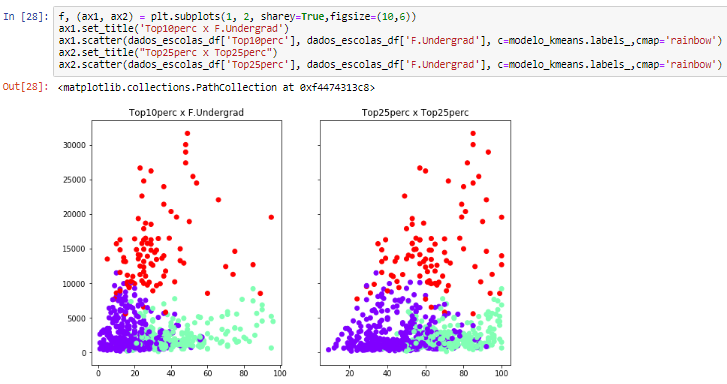 In [28]: f, (ax1, ax2) = plt.subplots(1, 2, sharey=True,figsize=(10,6))
ax1.set_title('Top10perc x F.Undergrad')
ax1.scatter(dados_escolas_df['Top10perc'], dados_escolas_df['F.Undergrad'], c=modelo_kmeans.labels_,cmap='rainbow')
ax2.set_title("Top25perc x Top25perc")
ax2.scatter(dados_escolas_df['Top25perc'], dados_escolas_df['F.Undergrad'], c=modelo_kmeans.labels_,cmap='rainbow')
Out[28]: <matplotlib.collections.PathCollection at 0xf4474313c8>
Top10perc x F.Undergrad
Top25perc x Top25perc
30000
25000
20000
15000
10000
5000
0
0 20 40 60 80 100
20 40 60 80 100